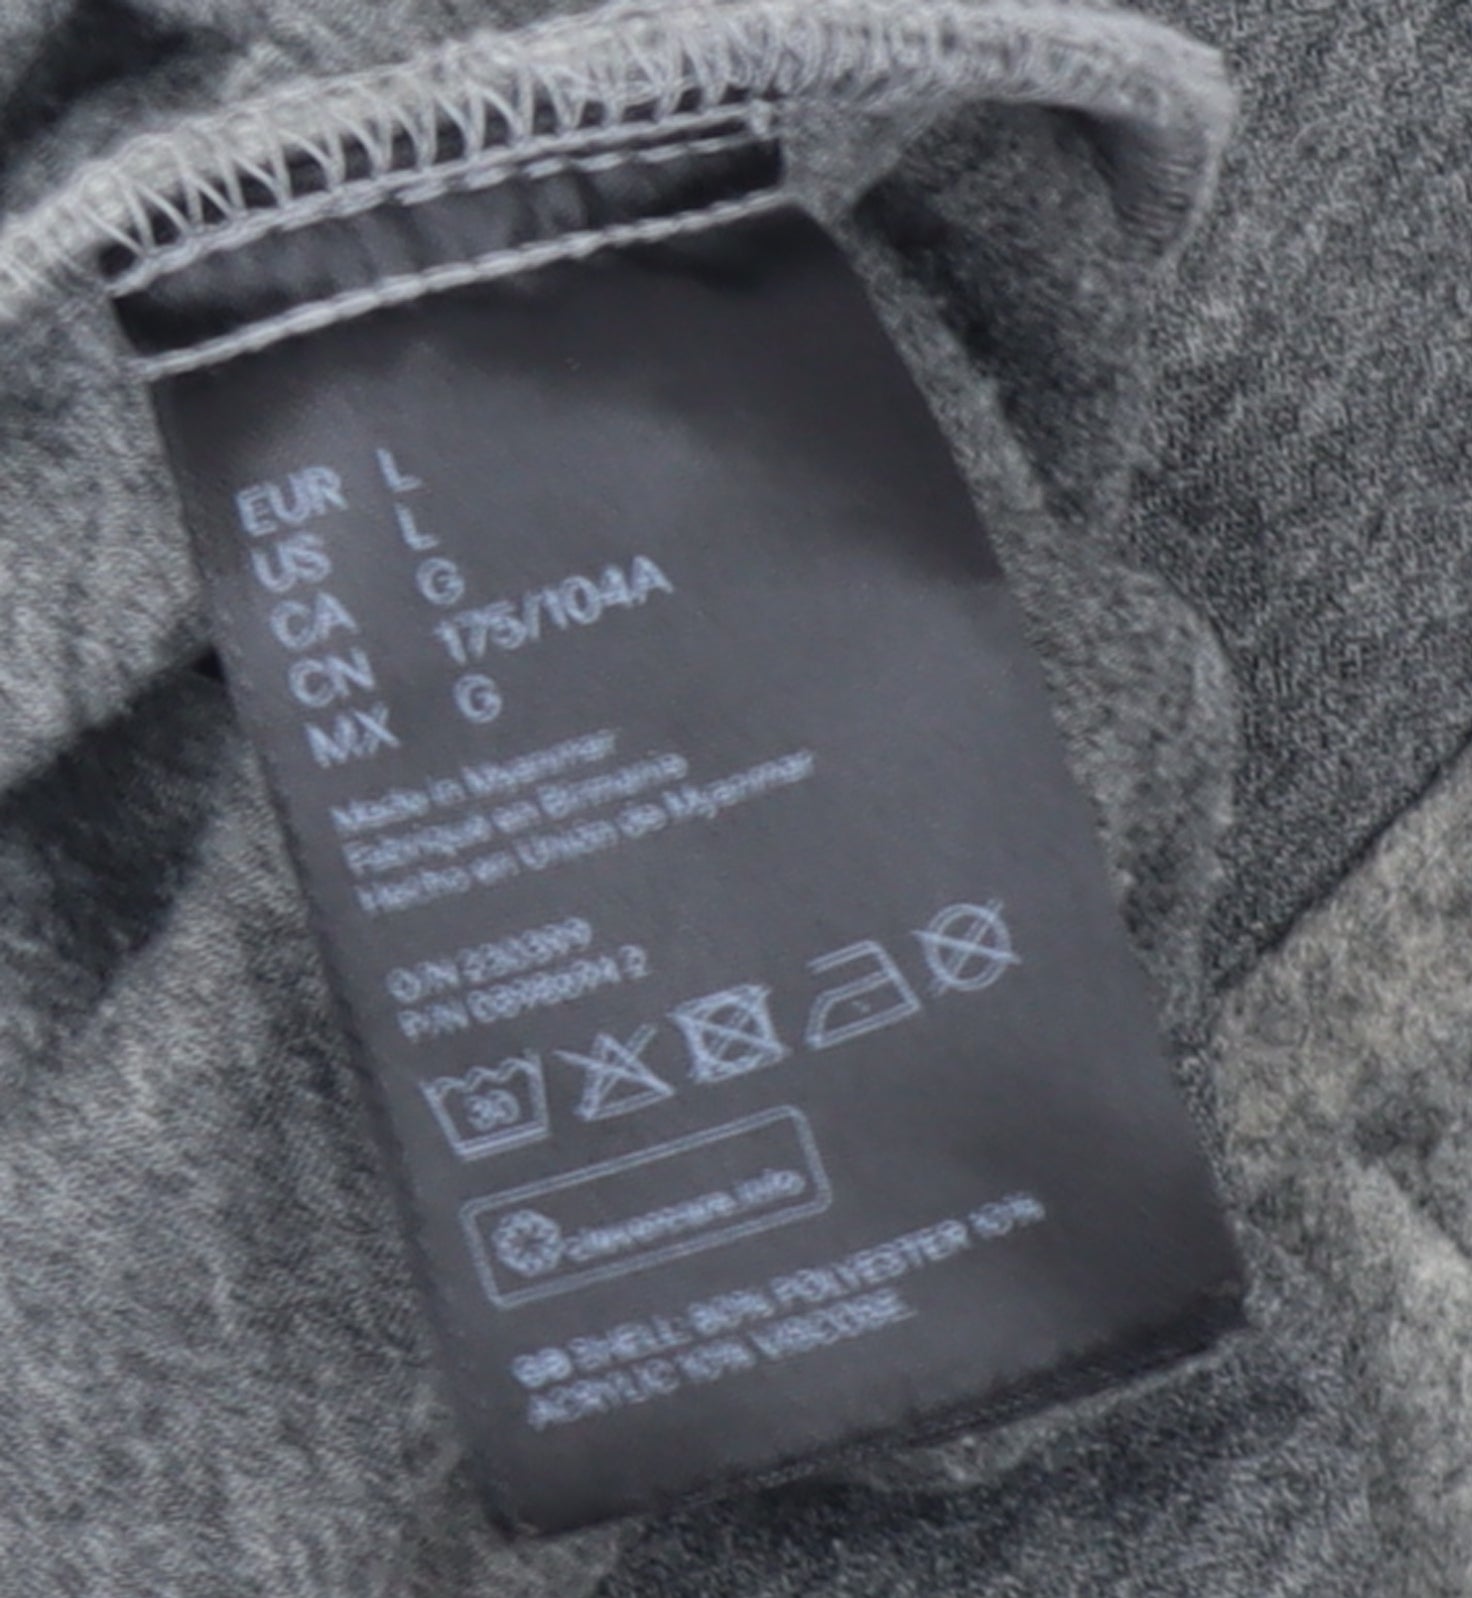 EUR L
US L
CA G
CN 175/104A
MX G
Made in Myanmar
Fabriqué en Birmanie
Hecho en Unión de Myanmar
O/N
P/N
30
clevercare.info
GB SHELL: 80% POLYESTER 10%
ACRYLIC 10% VISCOSE